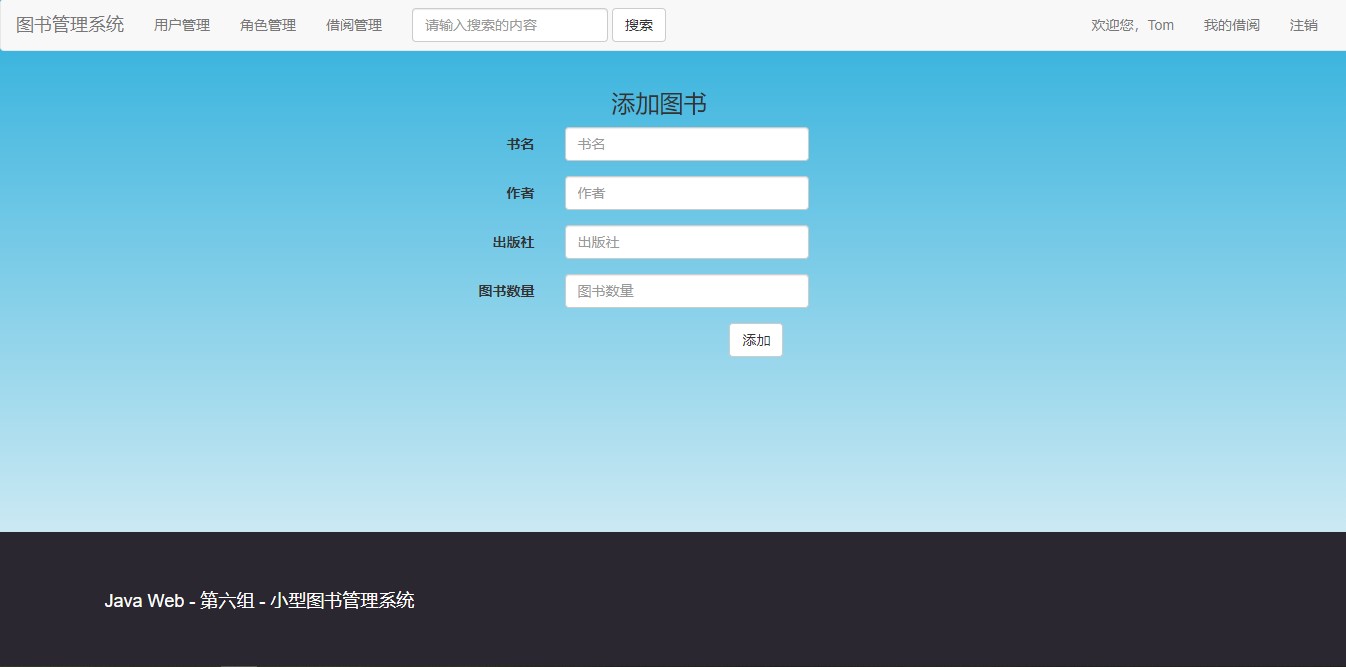 图书管理系统 用户管理 角色管理 借阅管理 请输入搜索的内容 搜索 欢迎您，Tom 我的借阅 注销
添加图书
书名 书名
作者 作者
出版社 出版社
图书数量 图书数量
添加
Java Web - 第六组 - 小型图书管理系统